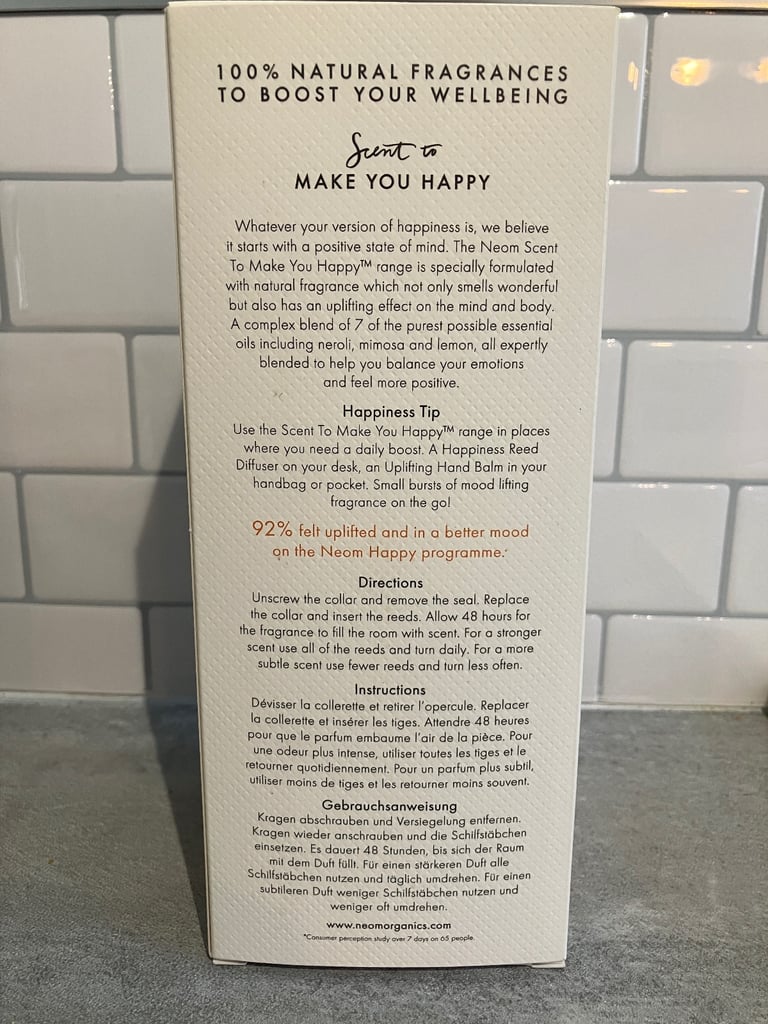 100% NATURAL FRAGRANCES
TO BOOST YOUR WELLBEING
Scent to
MAKE YOU HAPPY
Whatever your version of happiness is, we believe
it starts with a positive state of mind. The Neom Scent
To Make You Happy™ range is specially formulated
with natural fragrance which not only smells wonderful
but also has an uplifting effect on the mind and body.
A complex blend of 7 of the purest possible essential
oils including neroli, mimosa and lemon, all expertly
blended to help you balance your emotions
and feel more positive.
Happiness Tip
Use the Scent To Make You Happy™ range in places
where you need a daily boost. A Happiness Reed
Diffuser on your desk, an Uplifting Hand Balm in your
handbag or pocket. Small bursts of mood lifting
fragrance on the go!
92% felt uplifted and in a better mood
on the Neom Happy programme.*
Directions
Unscrew the collar and remove the seal. Replace
the collar and insert the reeds. Allow 48 hours for
the fragrance to fill the room with scent. For a stronger
scent use all of the reeds and turn daily. For a more
subtle scent use fewer reeds and turn less often.
Instructions
Dévisser la collerette et retirer l'opercule. Replacer
la collerette et insérer les tiges. Attendre 48 heures
pour que le parfum embaume l'air de la pièce. Pour
une odeur plus intense, utiliser toutes les tiges et le
retourner quotidiennement. Pour un parfum plus subtil,
utiliser moins de tiges et les retourner moins souvent.
Gebrauchsanweisung
Kragen abschrauben und Versiegelung entfernen.
Kragen wieder anschrauben und die Schilfstäbchen
einsetzen. Es dauert 48 Stunden, bis sich der Raum
mit dem Duft füllt. Für einen stärkeren Duft alle
Schilfstäbchen nutzen und täglich umdrehen. Für einen
subtileren Duft weniger Schilfstäbchen nutzen und
weniger oft umdrehen.
www.neomorganics.com
*Consumer perception study over 7 days on 65 people.